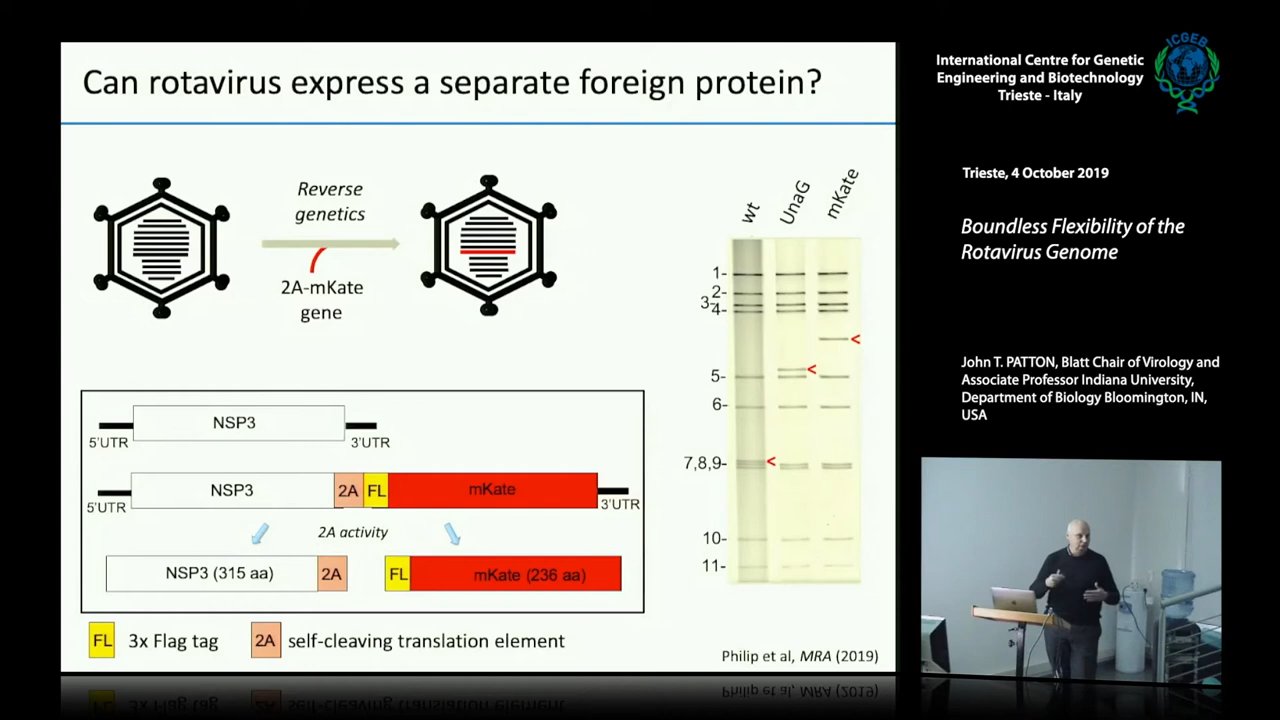 Can rotavirus express a separate foreign protein?
Reverse
genetics
2A-mKate
gene
NSP3
5'UTR
3'UTR
NSP3
2A
FL
mKate
5'UTR
3'UTR
2A activity
NSP3 (315 aa)
2A
FL
mKate (236 aa)
FL
3x Flag tag
2A
self-cleaving translation element
wt
UnaG
mKate
1-
2-
3-
4-
<
<
5-
6-
7,8,9-
<
10-
11-
Philip et al, MRA (2019)
International Centre for Genetic
Engineering and Biotechnology
Trieste - Italy
ICGEB
Trieste, 4 October 2019
Boundless Flexibility of the
Rotavirus Genome
John T. PATTON, Blatt Chair of Virology and
Associate Professor Indiana University,
Department of Biology Bloomington, IN,
USA